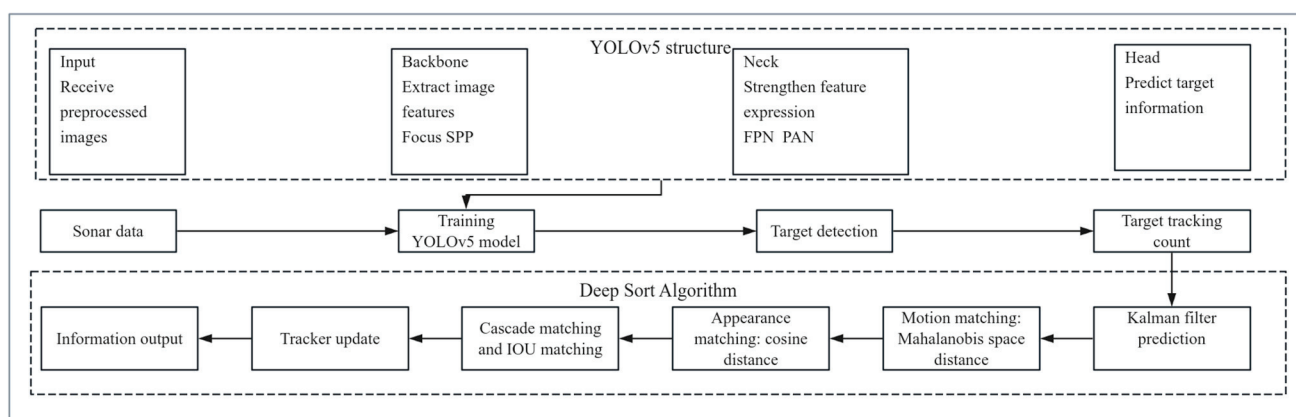 YOLOv5 structure
Input
Receive
preprocessed
images
Backbone
Extract image
features
Focus SPP
Neck
Strengthen feature
expression
FPN PAN
Head
Predict target
information
Sonar data
Training
YOLOv5 model
Target detection
Target tracking
count
Deep Sort Algorithm
Information output
Tracker update
Cascade matching
and IOU matching
Appearance
matching: cosine
distance
Motion matching:
Mahalanobis space
distance
Kalman filter
prediction